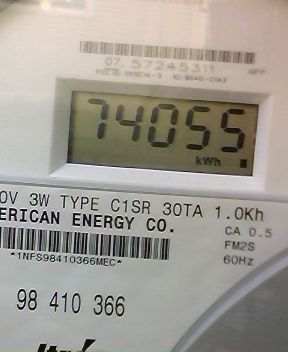 07. 57245311
74055
kWh
0V 3W TYPE C1SR 30TA 1.0Kh
ERICAN ENERGY CO.
CA 0.5
FM2S
*1NFS98410366MEC*
60Hz
98 410 366